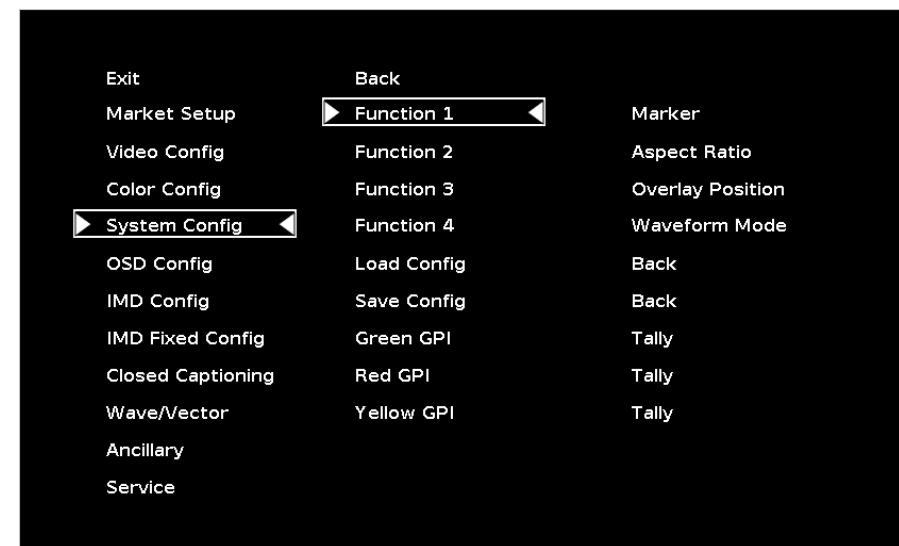 Exit Back
Market Setup Function 1 Marker
Video Config Function 2 Aspect Ratio
Color Config Function 3 Overlay Position
System Config Function 4 Waveform Mode
OSD Config Load Config Back
IMD Config Save Config Back
IMD Fixed Config Green GPI Tally
Closed Captioning Red GPI Tally
Wave/Vector Yellow GPI Tally
Ancillary
Service